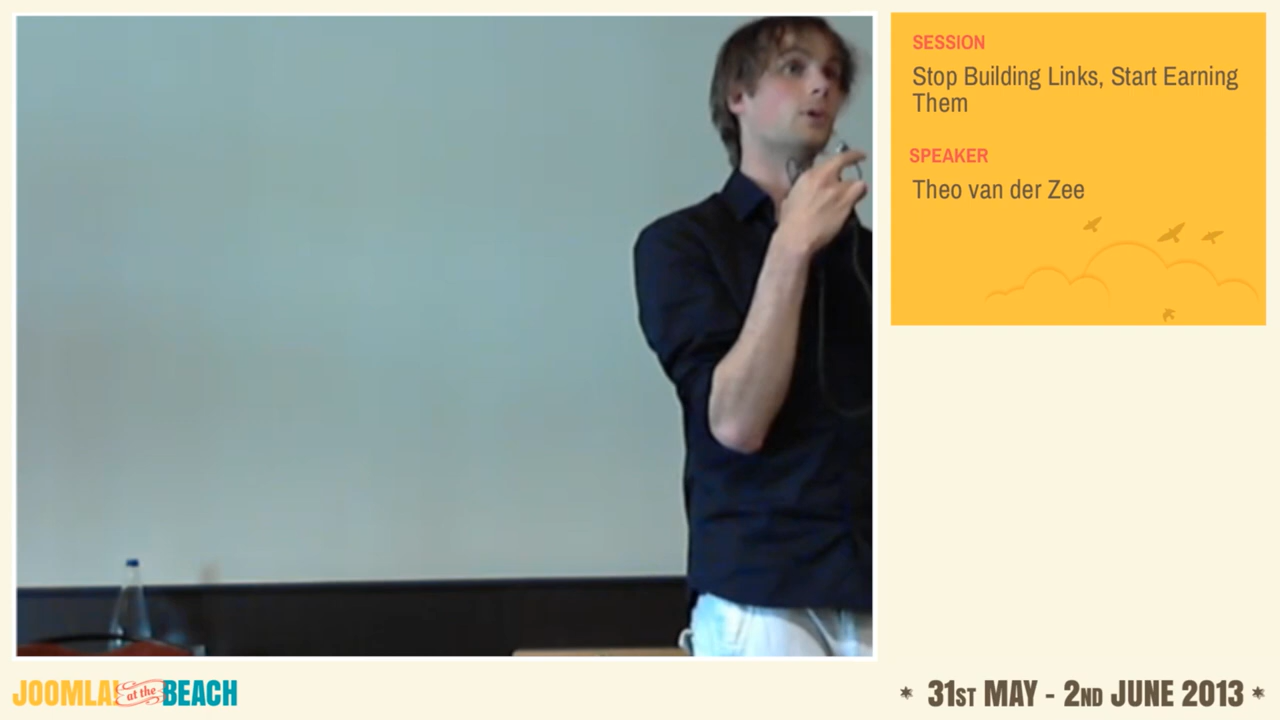 SESSION
Stop Building Links, Start Earning
Them
SPEAKER
Theo van der Zee
JOOMLA! at the BEACH
* 31ST MAY - 2ND JUNE 2013 *